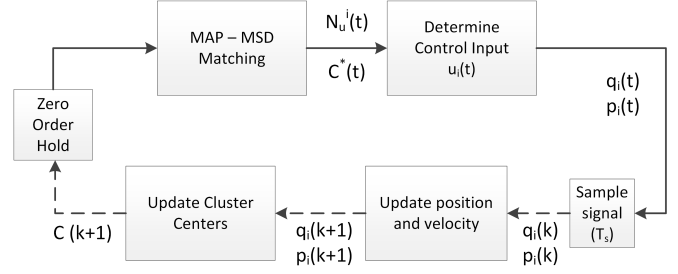 MAP – MSD
Matching
N_u^i(t)
C^*(t)
Determine
Control Input
u_i(t)
q_i(t)
p_i(t)
Zero
Order
Hold
Update Cluster
Centers
Update position
and velocity
Sample
signal
(T_s)
C (k+1)
q_i(k+1)
p_i(k+1)
q_i(k)
p_i(k)